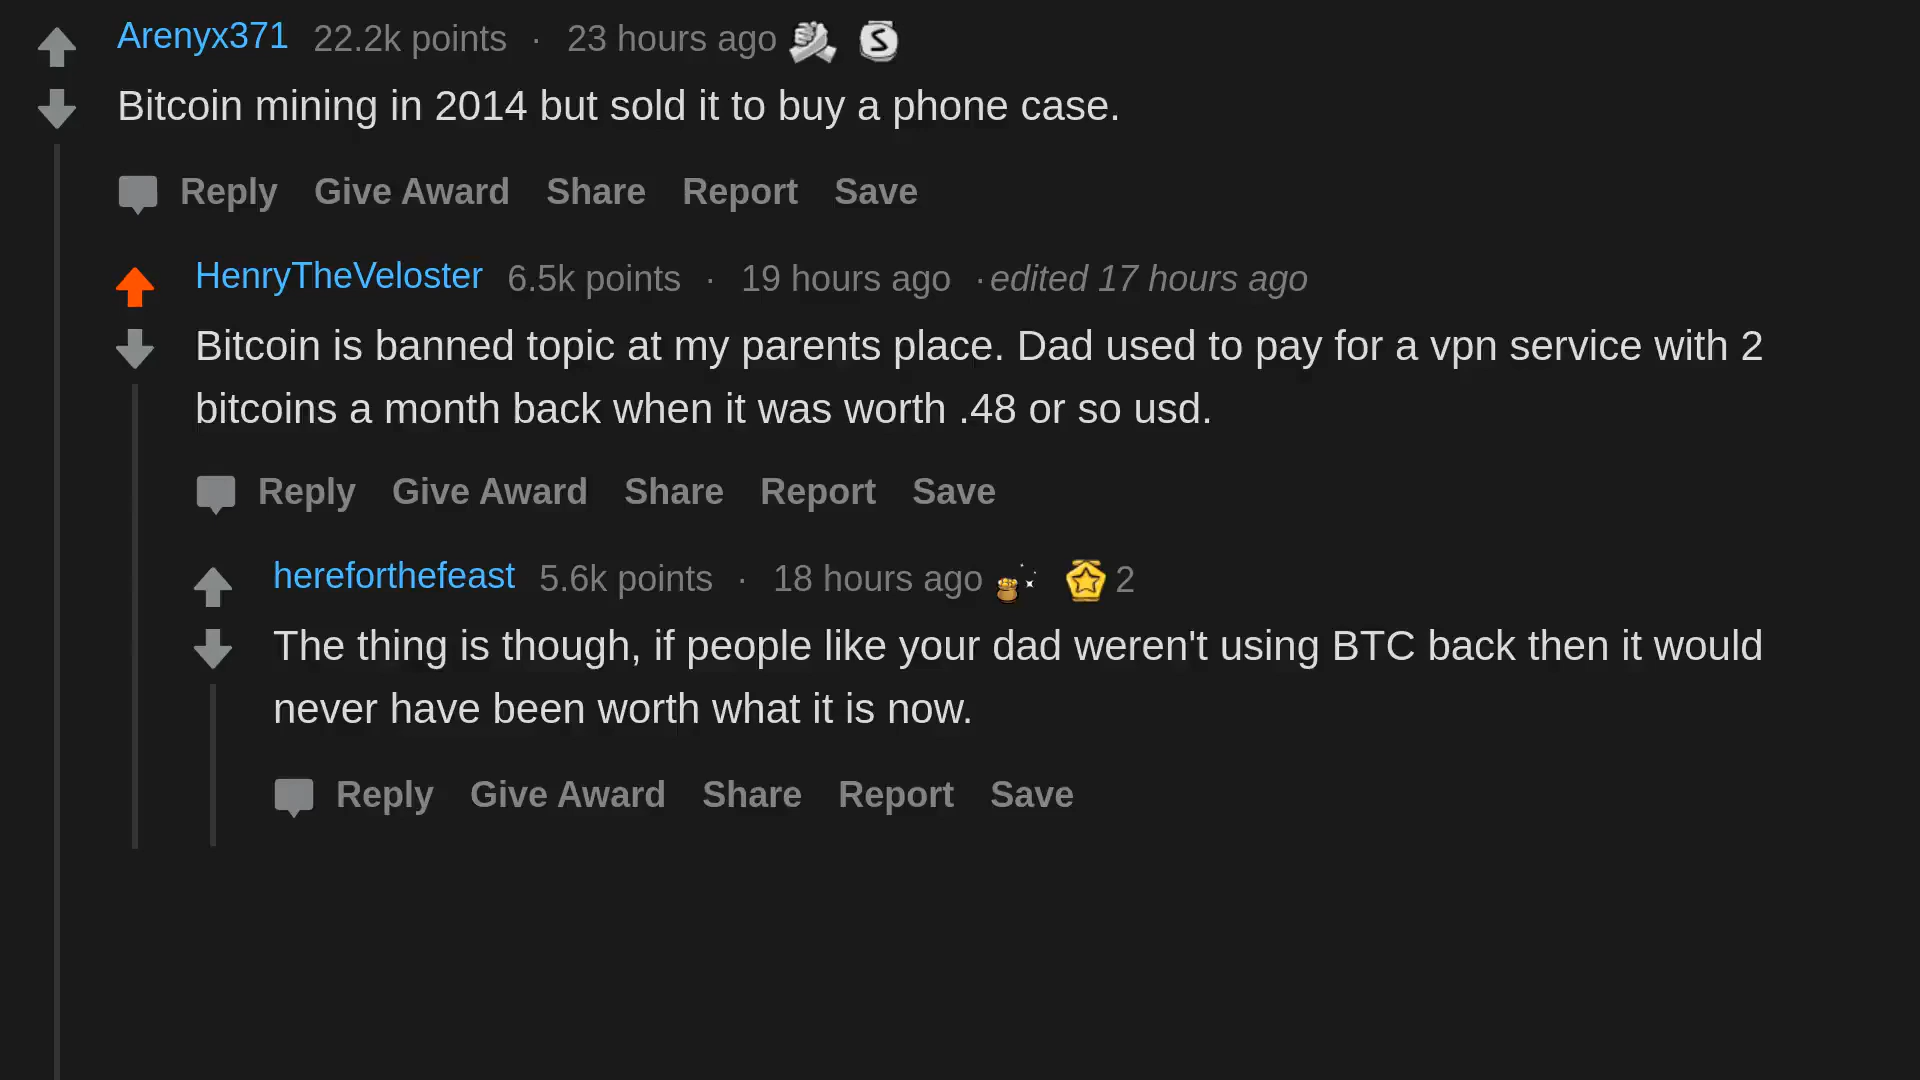 Arenyx371 22.2k points · 23 hours ago
Bitcoin mining in 2014 but sold it to buy a phone case.
Reply Give Award Share Report Save
HenryTheVeloster 6.5k points · 19 hours ago ·edited 17 hours ago
Bitcoin is banned topic at my parents place. Dad used to pay for a vpn service with 2
bitcoins a month back when it was worth .48 or so usd.
Reply Give Award Share Report Save
hereforthefeast 5.6k points · 18 hours ago 2
The thing is though, if people like your dad weren't using BTC back then it would
never have been worth what it is now.
Reply Give Award Share Report Save